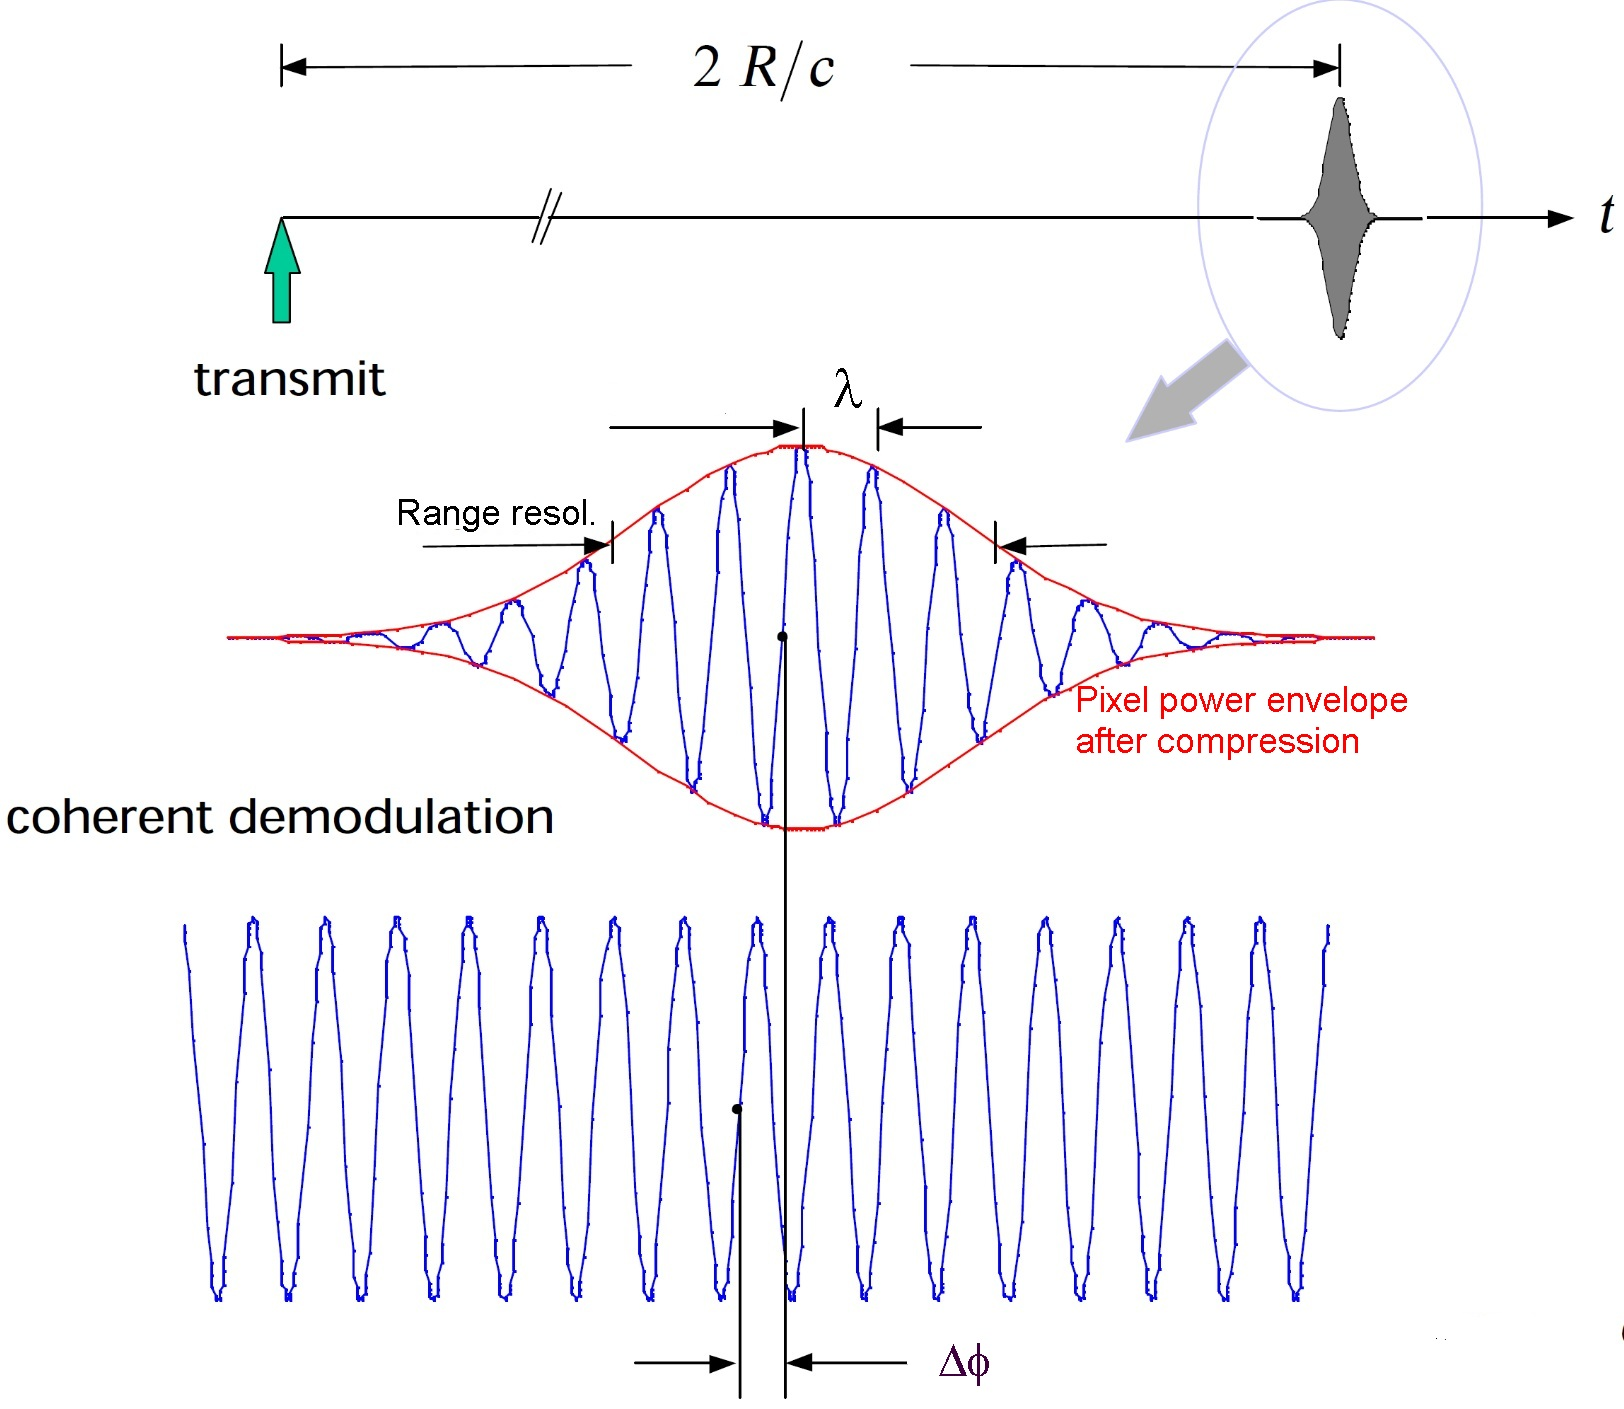 2 R/c
t
transmit
λ
Range resol.
Pixel power envelope
after compression
coherent demodulation
Δϕ